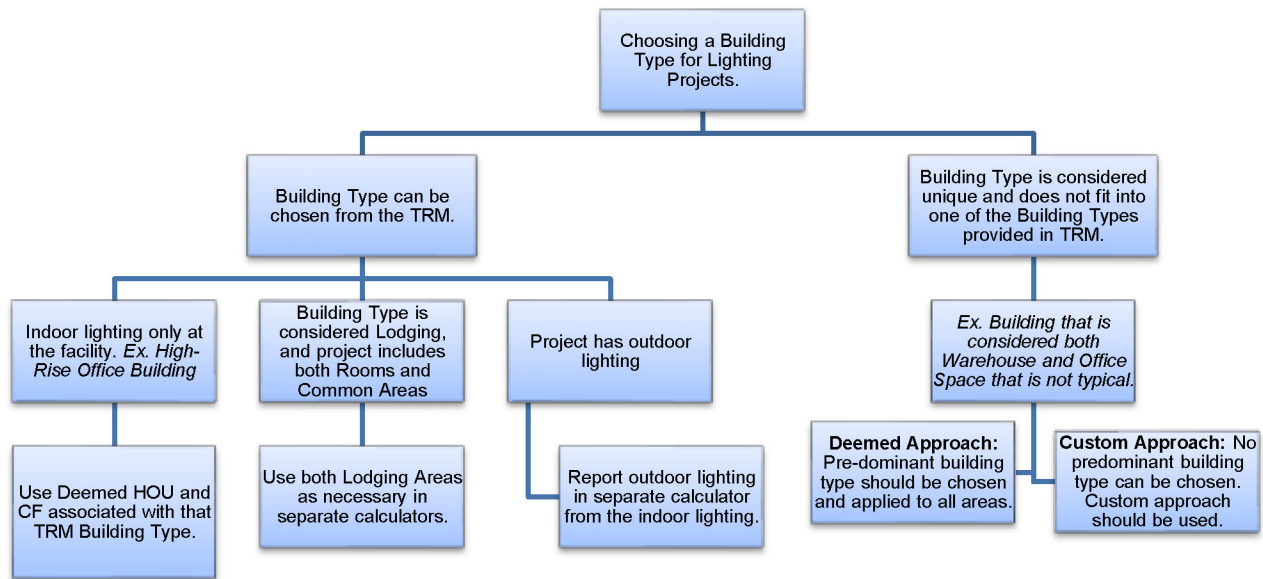 Choosing a Building
Type for Lighting
Projects.
Building Type can be
chosen from the TRM.
Building Type is considered
unique and does not fit into
one of the Building Types
provided in TRM.
Indoor lighting only at
the facility. Ex. High-
Rise Office Building
Building Type is
considered Lodging,
and project includes
both Rooms and
Common Areas
Project has outdoor
lighting
Ex. Building that is
considered both
Warehouse and Office
Space that is not typical.
Use Deemed HOU and
CF associated with that
TRM Building Type.
Use both Lodging Areas
as necessary in
separate calculators.
Report outdoor lighting
in separate calculator
from the indoor lighting.
Deemed Approach:
Pre-dominant building
type should be chosen
and applied to all areas.
Custom Approach: No
predominant building
type can be chosen.
Custom approach
should be used.